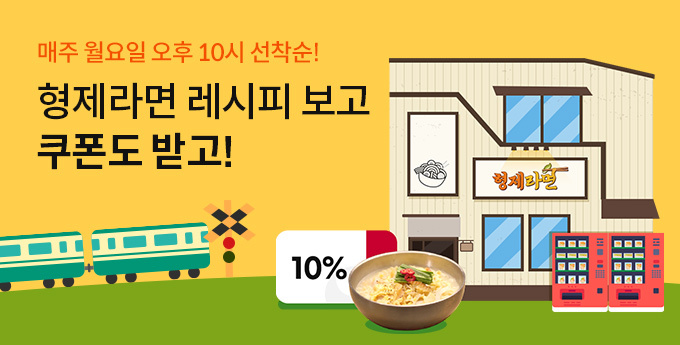 매주 월요일 오후 10시 선착순!
형제라면 레시피 보고
쿠폰도 받고!
형제라면
10%